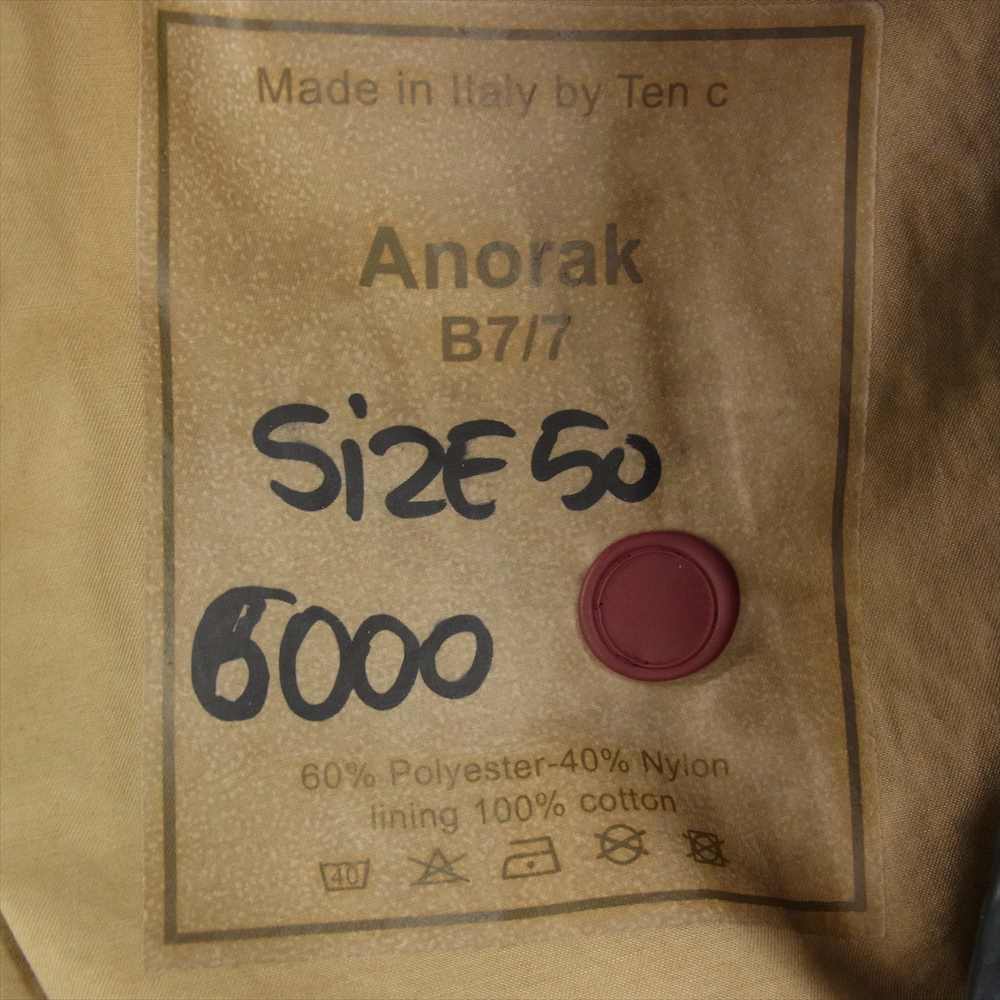 Made in Italy by Ten c
Anorak
B7/7
SiZE 50
6000
60% Polyester-40% Nylon
lining 100% cotton
40